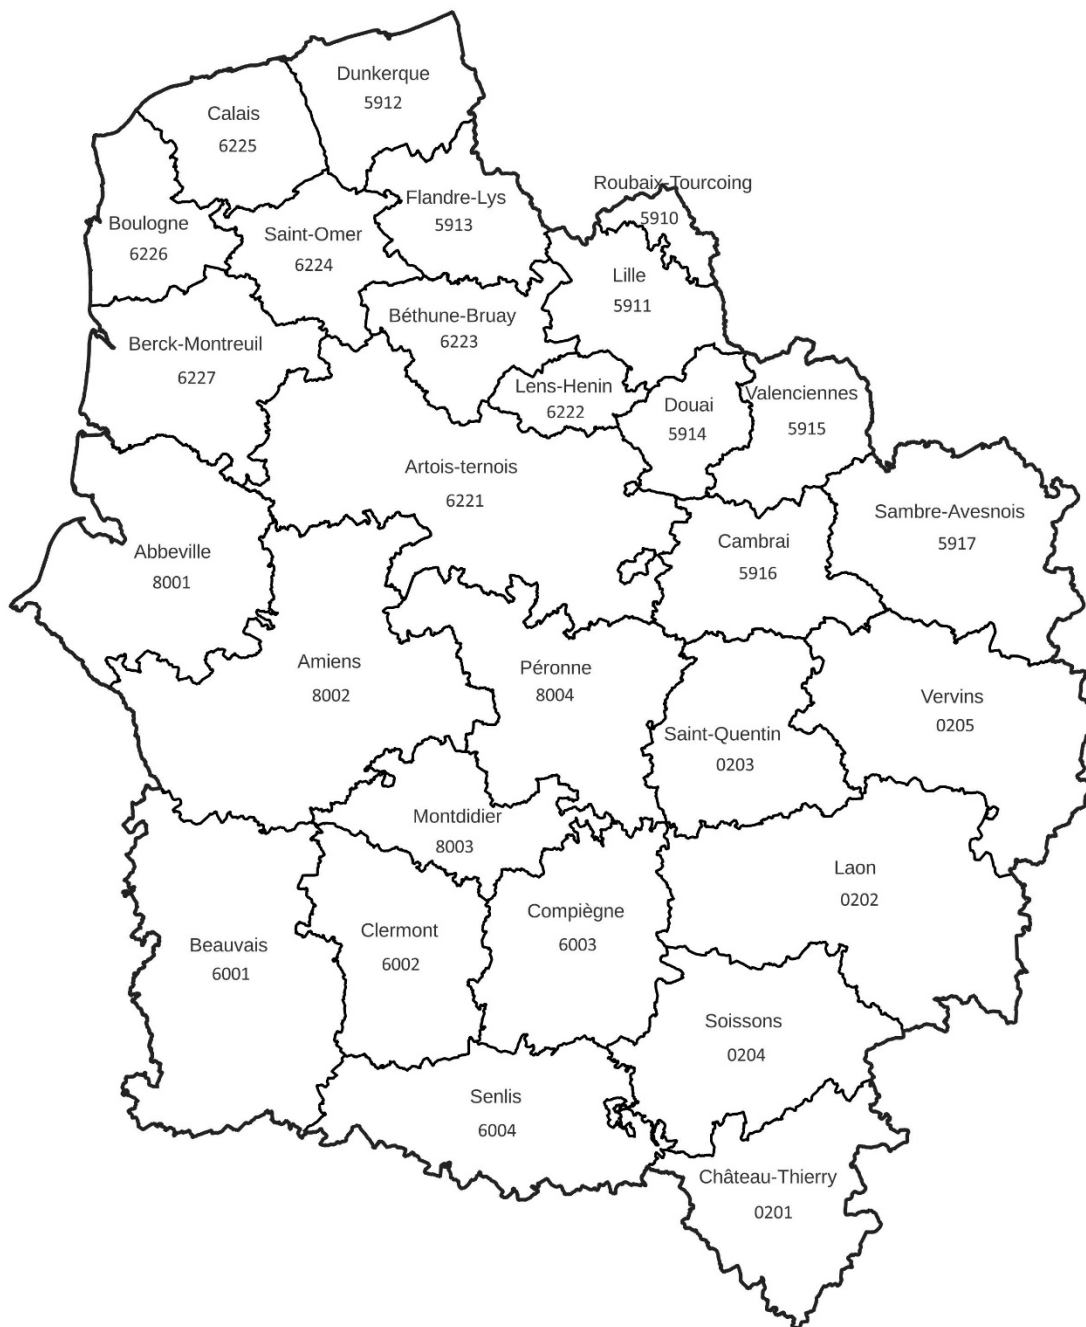 Dunkerque
5912
Calais
6225
Roubaix-Tourcoing
5910
Flandre-Lys
5913
Boulogne
6226
Saint-Omer
6224
Lille
5911
Béthune-Bruay
6223
Berck-Montreuil
6227
Lens-Henin
6222
Douai
5914
Valenciennes
5915
Artois-ternois
6221
Sambre-Avesnois
5917
Cambrai
5916
Abbeville
8001
Amiens
8002
Péronne
8004
Vervins
0205
Saint-Quentin
0203
Montdidier
8003
Laon
0202
Compiègne
6003
Clermont
6002
Beauvais
6001
Soissons
0204
Senlis
6004
Château-Thierry
0201